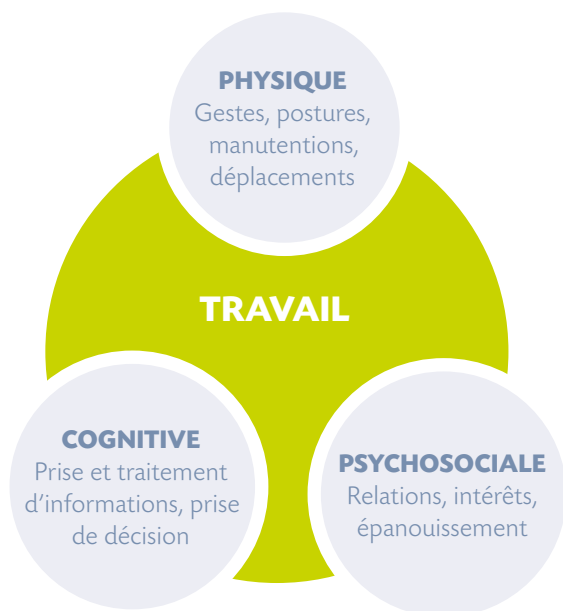 PHYSIQUE
Gestes, postures,
manutentions,
déplacements
TRAVAIL
COGNITIVE
Prise et traitement
d'informations, prise
de décision
PSYCHOSOCIALE
Relations, intérêts,
épanouissement